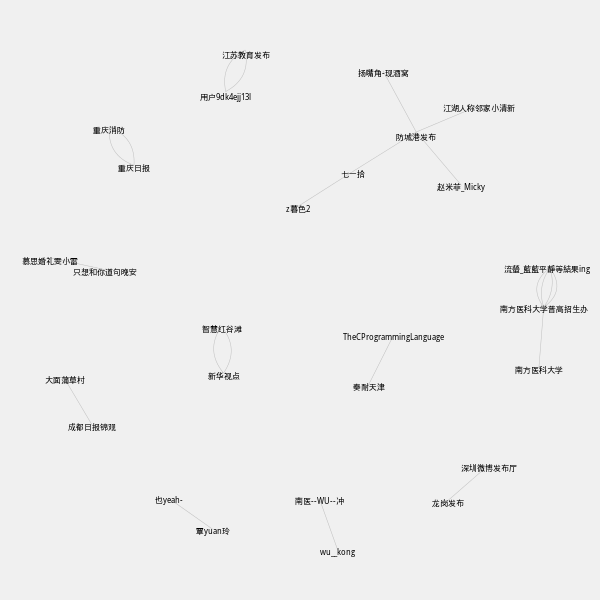 江苏教育发布
扬嘴角-现酒窝
用户9dk4ejj13l
江湖人称邻家小清新
重庆消防
防城港发布
重庆日报
七一拾
赵米菲_Micky
z暮色2
慕思婚礼雯小雷
只想和你道句晚安
流螢_藍藍平靜等結果ing
南方医科大学普高招生办
智慧红谷滩
TheCProgrammingLanguage
南方医科大学
新华视点
大面蒲草村
秦耐天津
成都日报锦观
深圳微博发布厅
也yeah-
南医--WU--冲
龙岗发布
覃yuan玲
wu__kong